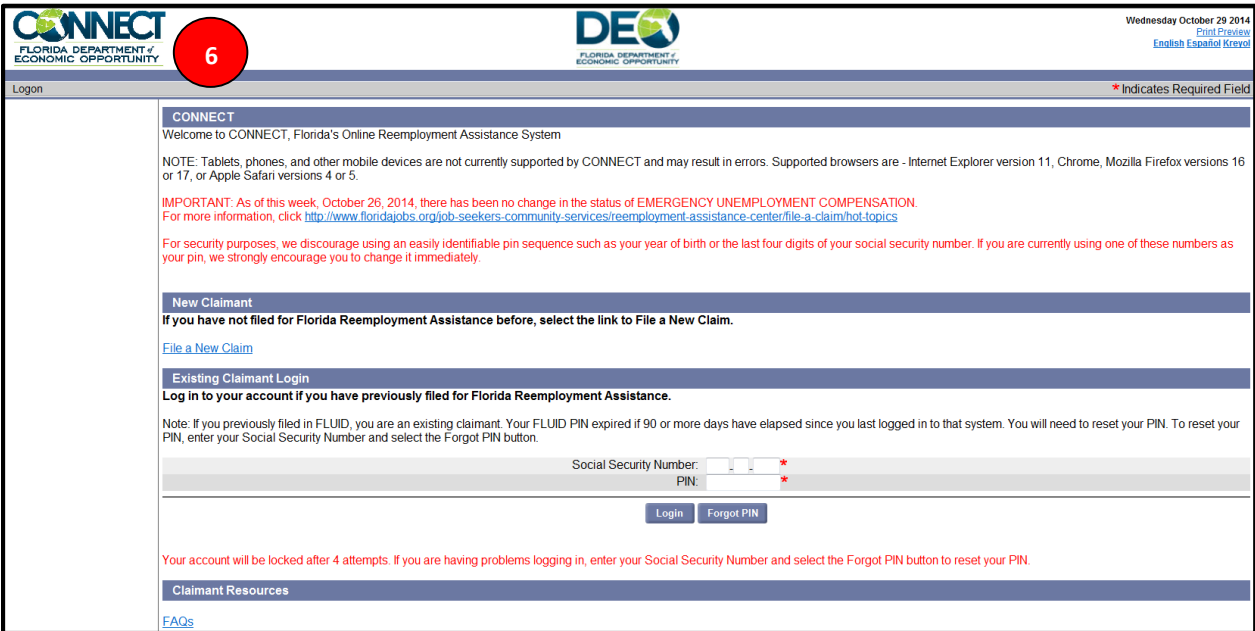 CONNECT
FLORIDA DEPARTMENT of
ECONOMIC OPPORTUNITY
6
DEO
FLORIDA DEPARTMENT of
ECONOMIC OPPORTUNITY
Wednesday October 29 2014
Print Preview
English Español Kreyol
Logon
* Indicates Required Field
CONNECT
Welcome to CONNECT, Florida's Online Reemployment Assistance System
NOTE: Tablets, phones, and other mobile devices are not currently supported by CONNECT and may result in errors. Supported browsers are - Internet Explorer version 11, Chrome, Mozilla Firefox versions 16
or 17, or Apple Safari versions 4 or 5.
IMPORTANT: As of this week, October 26, 2014, there has been no change in the status of EMERGENCY UNEMPLOYMENT COMPENSATION.
For more information, click http://www.floridajobs.org/job-seekers-community-services/reemployment-assistance-center/file-a-claim/hot-topics
For security purposes, we discourage using an easily identifiable pin sequence such as your year of birth or the last four digits of your social security number. If you are currently using one of these numbers as
your pin, we strongly encourage you to change it immediately.
New Claimant
If you have not filed for Florida Reemployment Assistance before, select the link to File a New Claim.
File a New Claim
Existing Claimant Login
Log in to your account if you have previously filed for Florida Reemployment Assistance.
Note: If you previously filed in FLUID, you are an existing claimant. Your FLUID PIN expired if 90 or more days have elapsed since you last logged in to that system. You will need to reset your PIN. To reset your
PIN, enter your Social Security Number and select the Forgot PIN button.
Social Security Number: - - *
PIN: *
Login Forgot PIN
Your account will be locked after 4 attempts. If you are having problems logging in, enter your Social Security Number and select the Forgot PIN button to reset your PIN.
Claimant Resources
FAQs